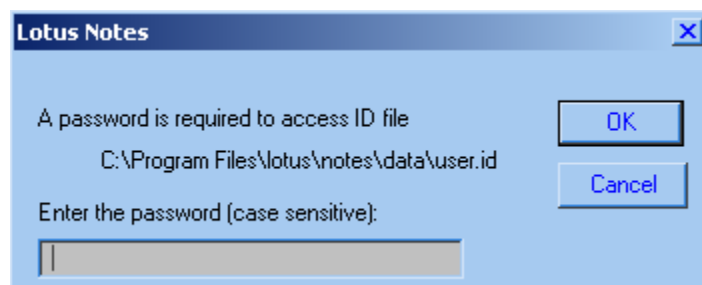 Lotus Notes
A password is required to access ID file
C:\Program Files\lotus\notes\data\user.id
Enter the password (case sensitive):
OK
Cancel